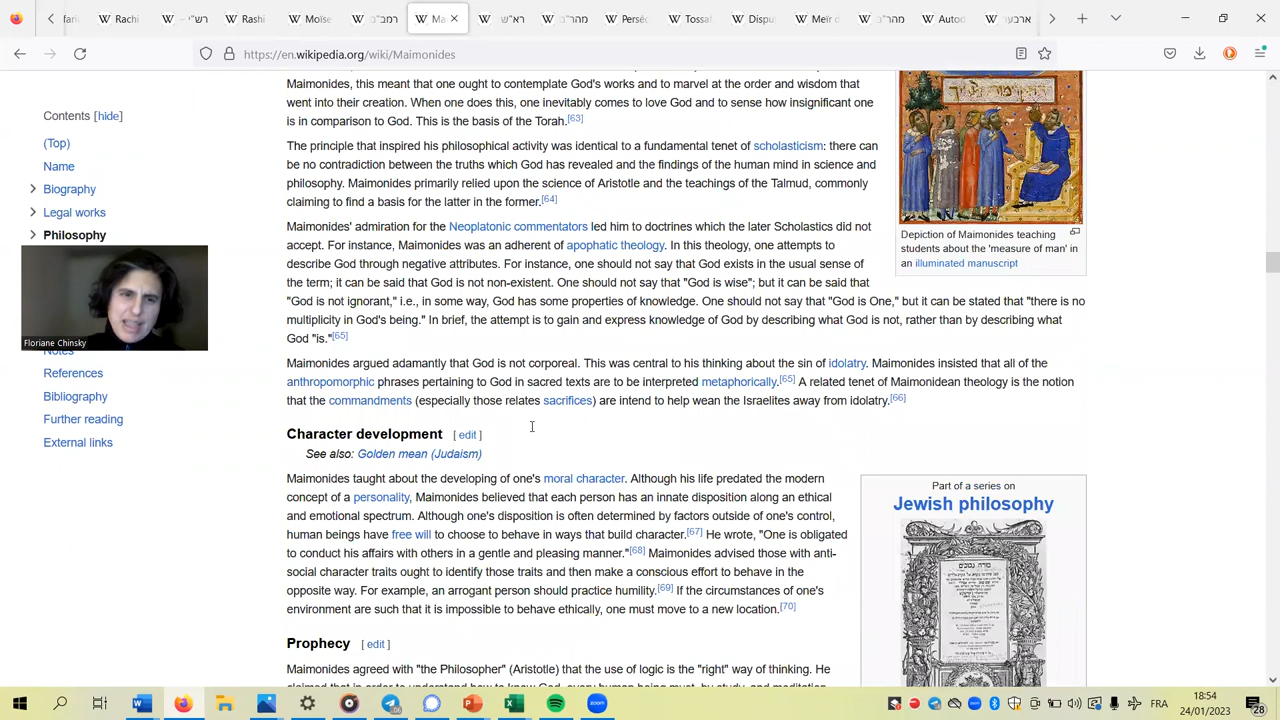 Rachi
רש"י –
Rashi
Moïse
רמב"ם
Ma
רא"ש
מהר"ם
Persé
Tossaf
Disput
Meïr d
מהר"ם
Autod
ארבעה
https://en.wikipedia.org/wiki/Maimonides
Contents [hide]
(Top)
Name
Biography
Legal works
Philosophy
Floriane Chinsky
Notes
References
Bibliography
Further reading
External links
Maimonides, this meant that one ought to contemplate God's works and to marvel at the order and wisdom that
went into their creation. When one does this, one inevitably comes to love God and to sense how insignificant one
is in comparison to God. This is the basis of the Torah.[63]
The principle that inspired his philosophical activity was identical to a fundamental tenet of scholasticism: there can
be no contradiction between the truths which God has revealed and the findings of the human mind in science and
philosophy. Maimonides primarily relied upon the science of Aristotle and the teachings of the Talmud, commonly
claiming to find a basis for the latter in the former.[64]
Maimonides' admiration for the Neoplatonic commentators led him to doctrines which the later Scholastics did not
accept. For instance, Maimonides was an adherent of apophatic theology. In this theology, one attempts to
describe God through negative attributes. For instance, one should not say that God exists in the usual sense of
the term; it can be said that God is not non-existent. One should not say that "God is wise"; but it can be said that
"God is not ignorant," i.e., in some way, God has some properties of knowledge. One should not say that "God is One," but it can be stated that "there is no
multiplicity in God's being." In brief, the attempt is to gain and express knowledge of God by describing what God is not, rather than by describing what
God "is."[65]
Maimonides argued adamantly that God is not corporeal. This was central to his thinking about the sin of idolatry. Maimonides insisted that all of the
anthropomorphic phrases pertaining to God in sacred texts are to be interpreted metaphorically.[65] A related tenet of Maimonidean theology is the notion
that the commandments (especially those relates sacrifices) are intend to help wean the Israelites away from idolatry.[66]
Depiction of Maimonides teaching
students about the 'measure of man' in
an illuminated manuscript
Character development [ edit ]
See also: Golden mean (Judaism)
Maimonides taught about the developing of one's moral character. Although his life predated the modern
concept of a personality, Maimonides believed that each person has an innate disposition along an ethical
and emotional spectrum. Although one's disposition is often determined by factors outside of one's control,
human beings have free will to choose to behave in ways that build character.[67] He wrote, "One is obligated
to conduct his affairs with others in a gentle and pleasing manner."[68] Maimonides advised those with anti-
social character traits ought to identify those traits and then make a conscious effort to behave in the
opposite way. For example, an arrogant person should practice humility.[69] If the circumstances of one's
environment are such that it is impossible to behave ethically, one must move to a new location.[70]
Part of a series on
Jewish philosophy
Prophecy [ edit ]
Maimonides agreed with "the Philosopher" (Aristotle) that the use of logic is the "right" way of thinking. He
FRA
18:54
24/01/2023
28